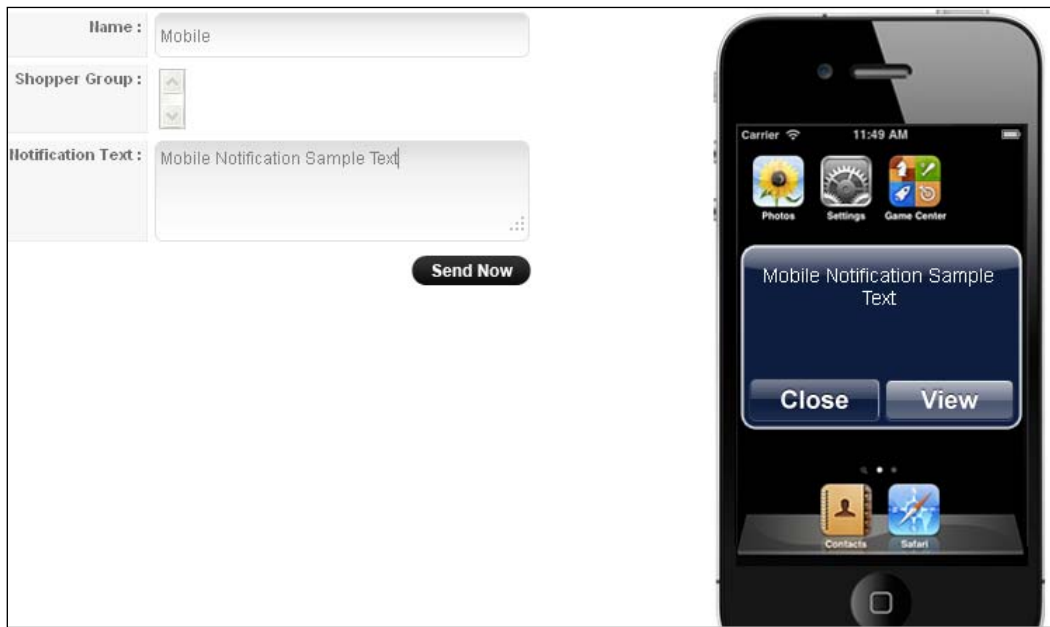 Name :
Mobile
Shopper Group :
Notification Text :
Mobile Notification Sample Text
Send Now
Carrier
11:49 AM
Photos
Settings
Game Center
Mobile Notification Sample
Text
Close
View
Contacts
Safari